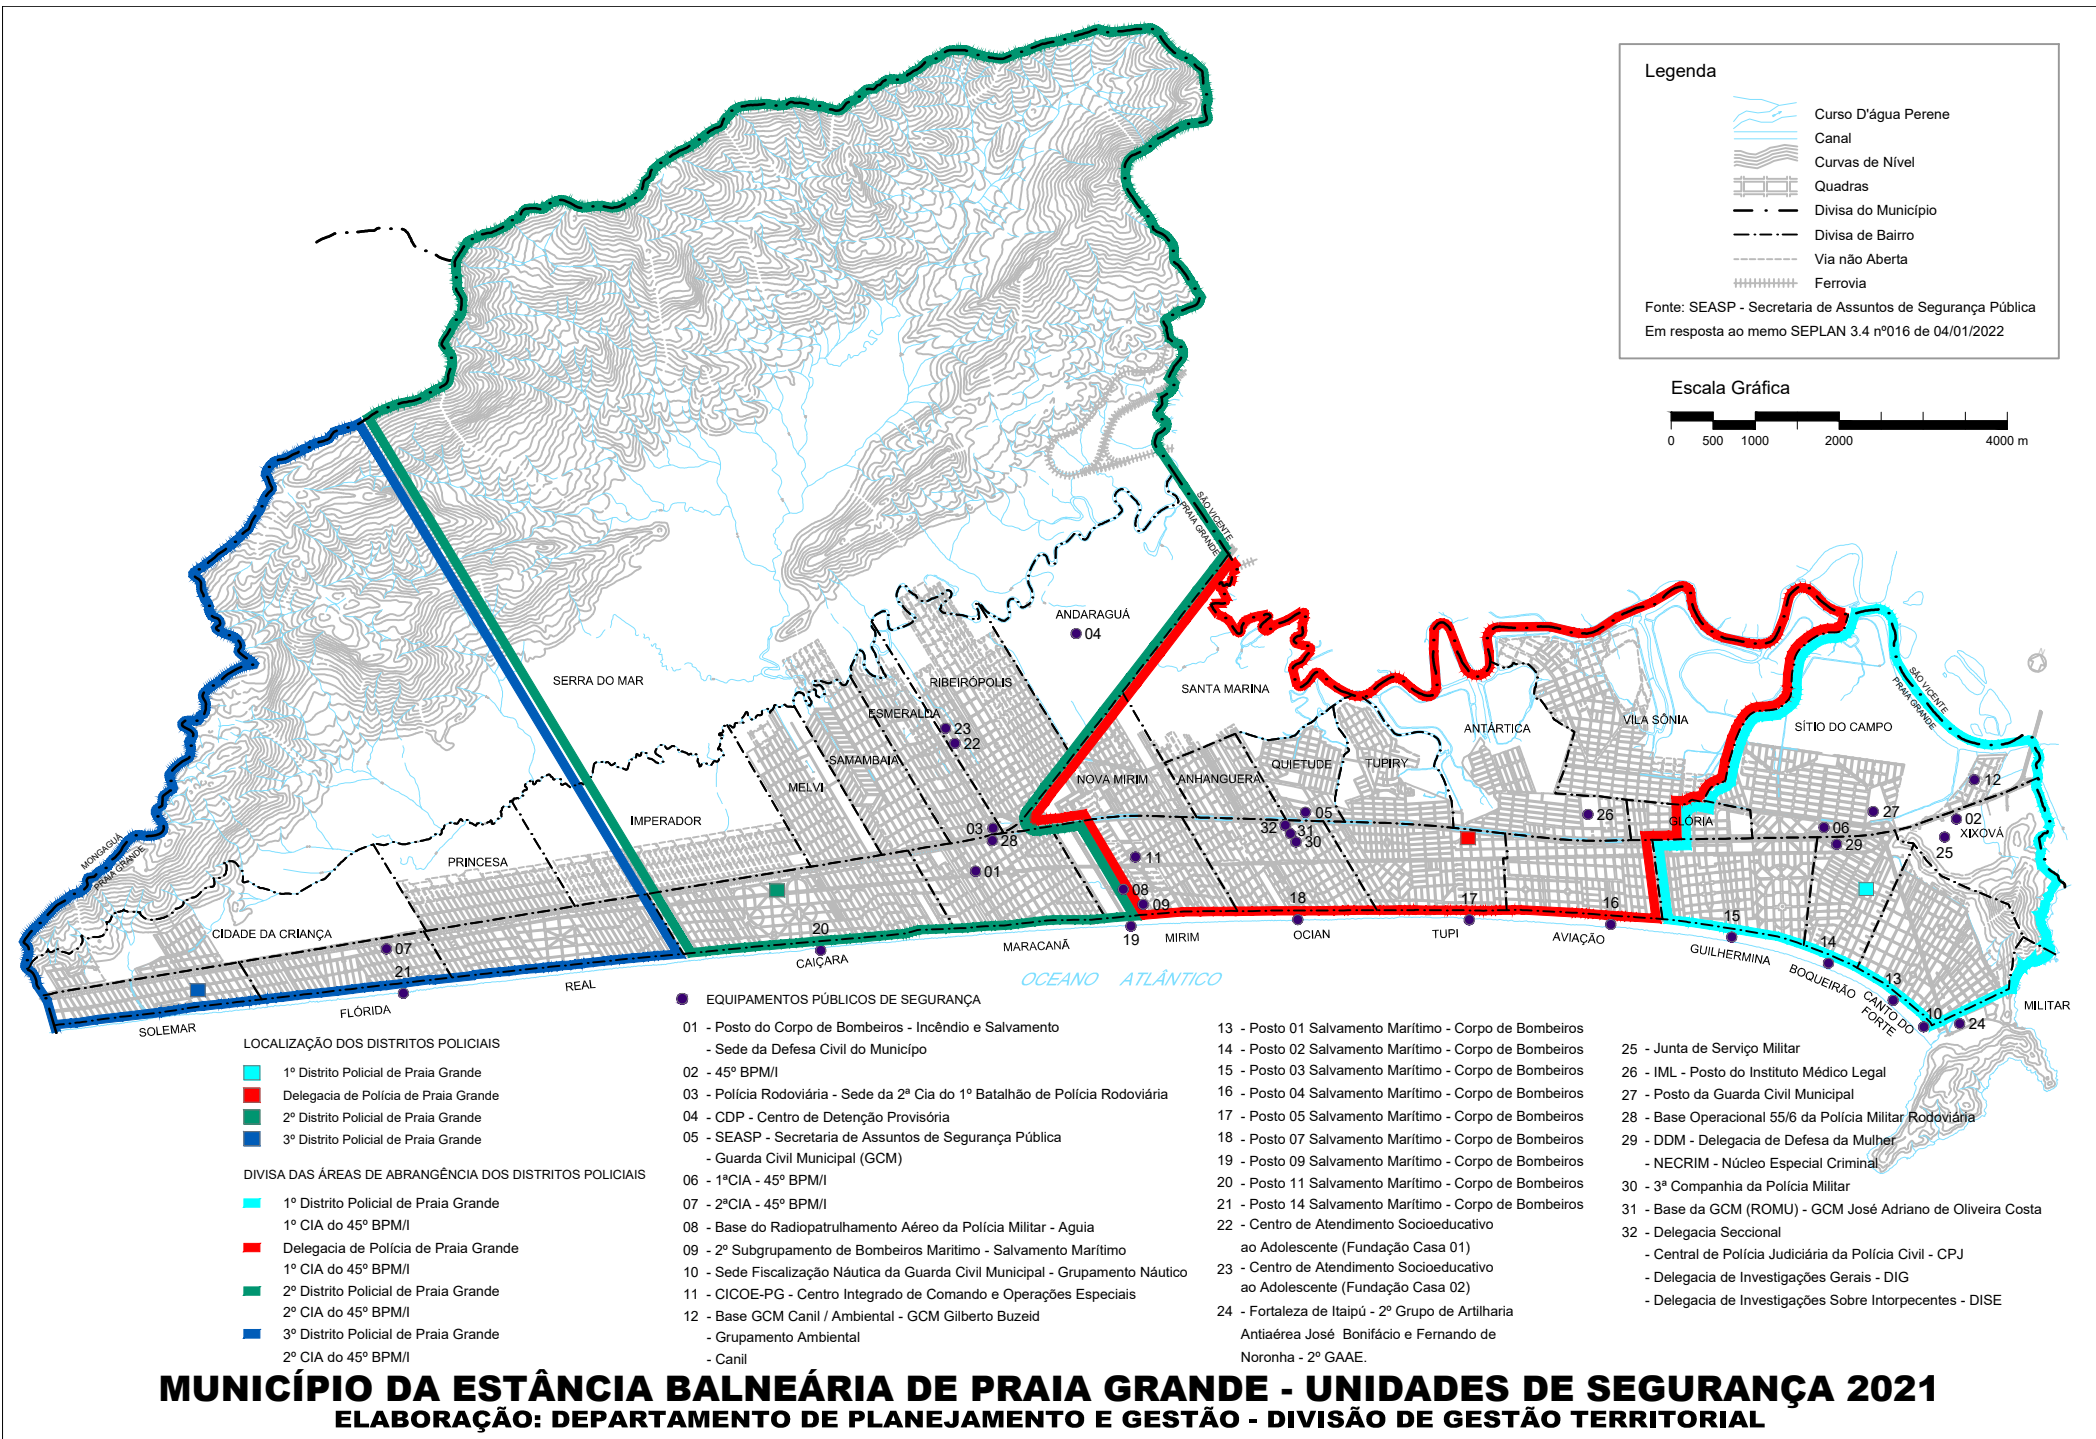 Legenda
Curso D'água Perene
Canal
Curvas de Nível
Quadras
Divisa do Município
Divisa de Bairro
Via não Aberta
Ferrovia
Fonte: SEASP - Secretaria de Assuntos de Segurança Pública
Em resposta ao memo SEPLAN 3.4 nº016 de 04/01/2022
Escala Gráfica
0 500 1000 2000 4000 m
SÃO VICENTE
PRAIA GRANDE
ANDARAGUÁ
04
SERRA DO MAR
RIBEIRÓPOLIS
SANTA MARINA
SÃO VICENTE
PRAIA GRANDE
ESMERALDA
23
22
ANTÁRTICA
VILA SÔNIA
SÍTIO DO CAMPO
SAMAMBAIA
MELVI
NOVA MIRIM
ANHANGUERA
QUIETUDE
TUPIRY
12
IMPERADOR
03
28
05
32
31
30
26
GLÓRIA
27
06
29
02
XIXOVÁ
25
MONGAGUÁ
PRAIA GRANDE
PRINCESA
01
11
08
09
CIDADE DA CRIANÇA
07
21
20
19
18
17
16
15
14
13
10
24
SOLEMAR
FLÓRIDA
REAL
CAIÇARA
MARACANÃ
MIRIM
OCIAN
TUPI
AVIAÇÃO
GUILHERMINA
BOQUEIRÃO
CANTO DO
FORTE
MILITAR
OCEANO ATLÂNTICO
LOCALIZAÇÃO DOS DISTRITOS POLICIAIS
1º Distrito Policial de Praia Grande
Delegacia de Polícia de Praia Grande
2º Distrito Policial de Praia Grande
3º Distrito Policial de Praia Grande
DIVISA DAS ÁREAS DE ABRANGÊNCIA DOS DISTRITOS POLICIAIS
1º Distrito Policial de Praia Grande
1º CIA do 45º BPM/I
Delegacia de Polícia de Praia Grande
1º CIA do 45º BPM/I
2º Distrito Policial de Praia Grande
2º CIA do 45º BPM/I
3º Distrito Policial de Praia Grande
2º CIA do 45º BPM/I
EQUIPAMENTOS PÚBLICOS DE SEGURANÇA
01 - Posto do Corpo de Bombeiros - Incêndio e Salvamento
- Sede da Defesa Civil do Municípo
02 - 45º BPM/I
03 - Polícia Rodoviária - Sede da 2ª Cia do 1º Batalhão de Polícia Rodoviária
04 - CDP - Centro de Detenção Provisória
05 - SEASP - Secretaria de Assuntos de Segurança Pública
- Guarda Civil Municipal (GCM)
06 - 1ªCIA - 45º BPM/I
07 - 2ªCIA - 45º BPM/I
08 - Base do Radiopatrulhamento Aéreo da Polícia Militar - Aguia
09 - 2º Subgrupamento de Bombeiros Maritimo - Salvamento Marítimo
10 - Sede Fiscalização Náutica da Guarda Civil Municipal - Grupamento Náutico
11 - CICOE-PG - Centro Integrado de Comando e Operações Especiais
12 - Base GCM Canil / Ambiental - GCM Gilberto Buzeid
- Grupamento Ambiental
- Canil
13 - Posto 01 Salvamento Marítimo - Corpo de Bombeiros
14 - Posto 02 Salvamento Marítimo - Corpo de Bombeiros
15 - Posto 03 Salvamento Marítimo - Corpo de Bombeiros
16 - Posto 04 Salvamento Marítimo - Corpo de Bombeiros
17 - Posto 05 Salvamento Marítimo - Corpo de Bombeiros
18 - Posto 07 Salvamento Marítimo - Corpo de Bombeiros
19 - Posto 09 Salvamento Marítimo - Corpo de Bombeiros
20 - Posto 11 Salvamento Marítimo - Corpo de Bombeiros
21 - Posto 14 Salvamento Marítimo - Corpo de Bombeiros
22 - Centro de Atendimento Socioeducativo
ao Adolescente (Fundação Casa 01)
23 - Centro de Atendimento Socioeducativo
ao Adolescente (Fundação Casa 02)
24 - Fortaleza de Itaipú - 2º Grupo de Artilharia
Antiaérea José Bonifácio e Fernando de
Noronha - 2º GAAE.
25 - Junta de Serviço Militar
26 - IML - Posto do Instituto Médico Legal
27 - Posto da Guarda Civil Municipal
28 - Base Operacional 55/6 da Polícia Militar Rodoviária
29 - DDM - Delegacia de Defesa da Mulher
- NECRIM - Núcleo Especial Criminal
30 - 3ª Companhia da Polícia Militar
31 - Base da GCM (ROMU) - GCM José Adriano de Oliveira Costa
32 - Delegacia Seccional
- Central de Polícia Judiciária da Polícia Civil - CPJ
- Delegacia de Investigações Gerais - DIG
- Delegacia de Investigações Sobre Intorpecentes - DISE
MUNICÍPIO DA ESTÂNCIA BALNEÁRIA DE PRAIA GRANDE - UNIDADES DE SEGURANÇA 2021
ELABORAÇÃO: DEPARTAMENTO DE PLANEJAMENTO E GESTÃO - DIVISÃO DE GESTÃO TERRITORIAL